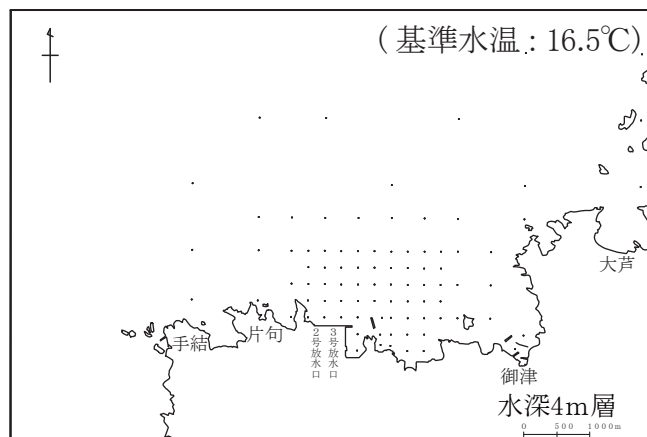 (基準水温:16.5℃)
大芦
手結
片句
2号放水口
3号放水口
御津
水深4m層
0 500 1000m